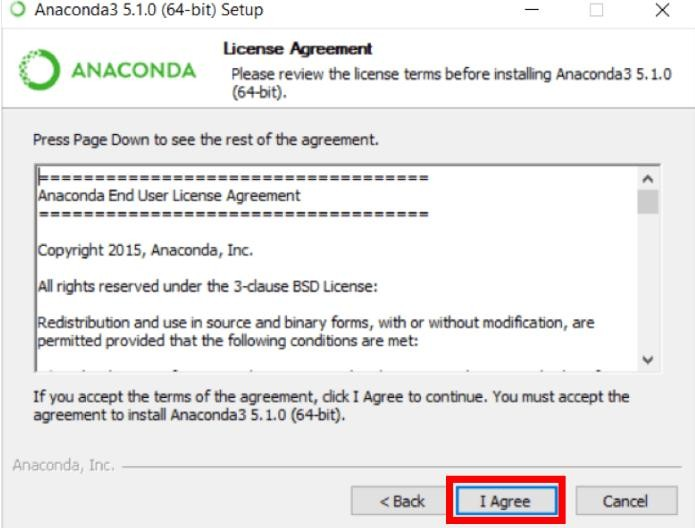 Anaconda3 5.1.0 (64-bit) Setup
License Agreement
ANACONDA
Please review the license terms before installing Anaconda3 5.1.0
(64-bit).
Press Page Down to see the rest of the agreement.
===================================
Anaconda End User License Agreement
===================================
Copyright 2015, Anaconda, Inc.
All rights reserved under the 3-clause BSD License:
Redistribution and use in source and binary forms, with or without modification, are
permitted provided that the following conditions are met:
If you accept the terms of the agreement, click I Agree to continue. You must accept the
agreement to install Anaconda3 5.1.0 (64-bit).
Anaconda, Inc.
< Back
I Agree
Cancel